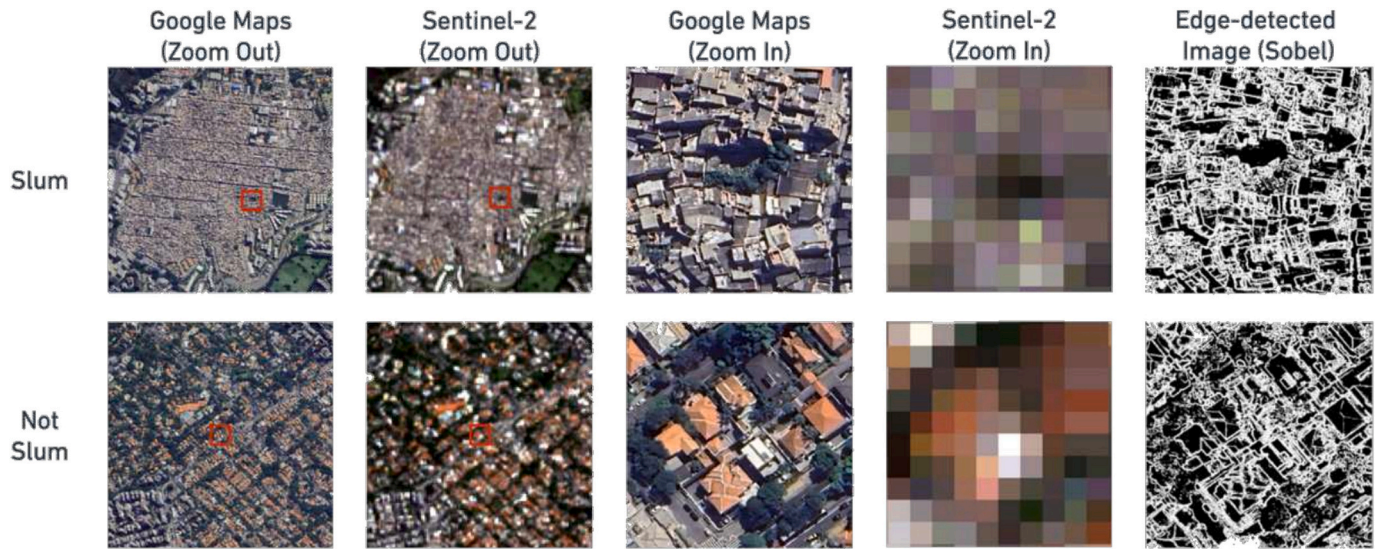 Google Maps
(Zoom Out)
Sentinel-2
(Zoom Out)
Google Maps
(Zoom In)
Sentinel-2
(Zoom In)
Edge-detected
Image (Sobel)
Slum
Not
Slum